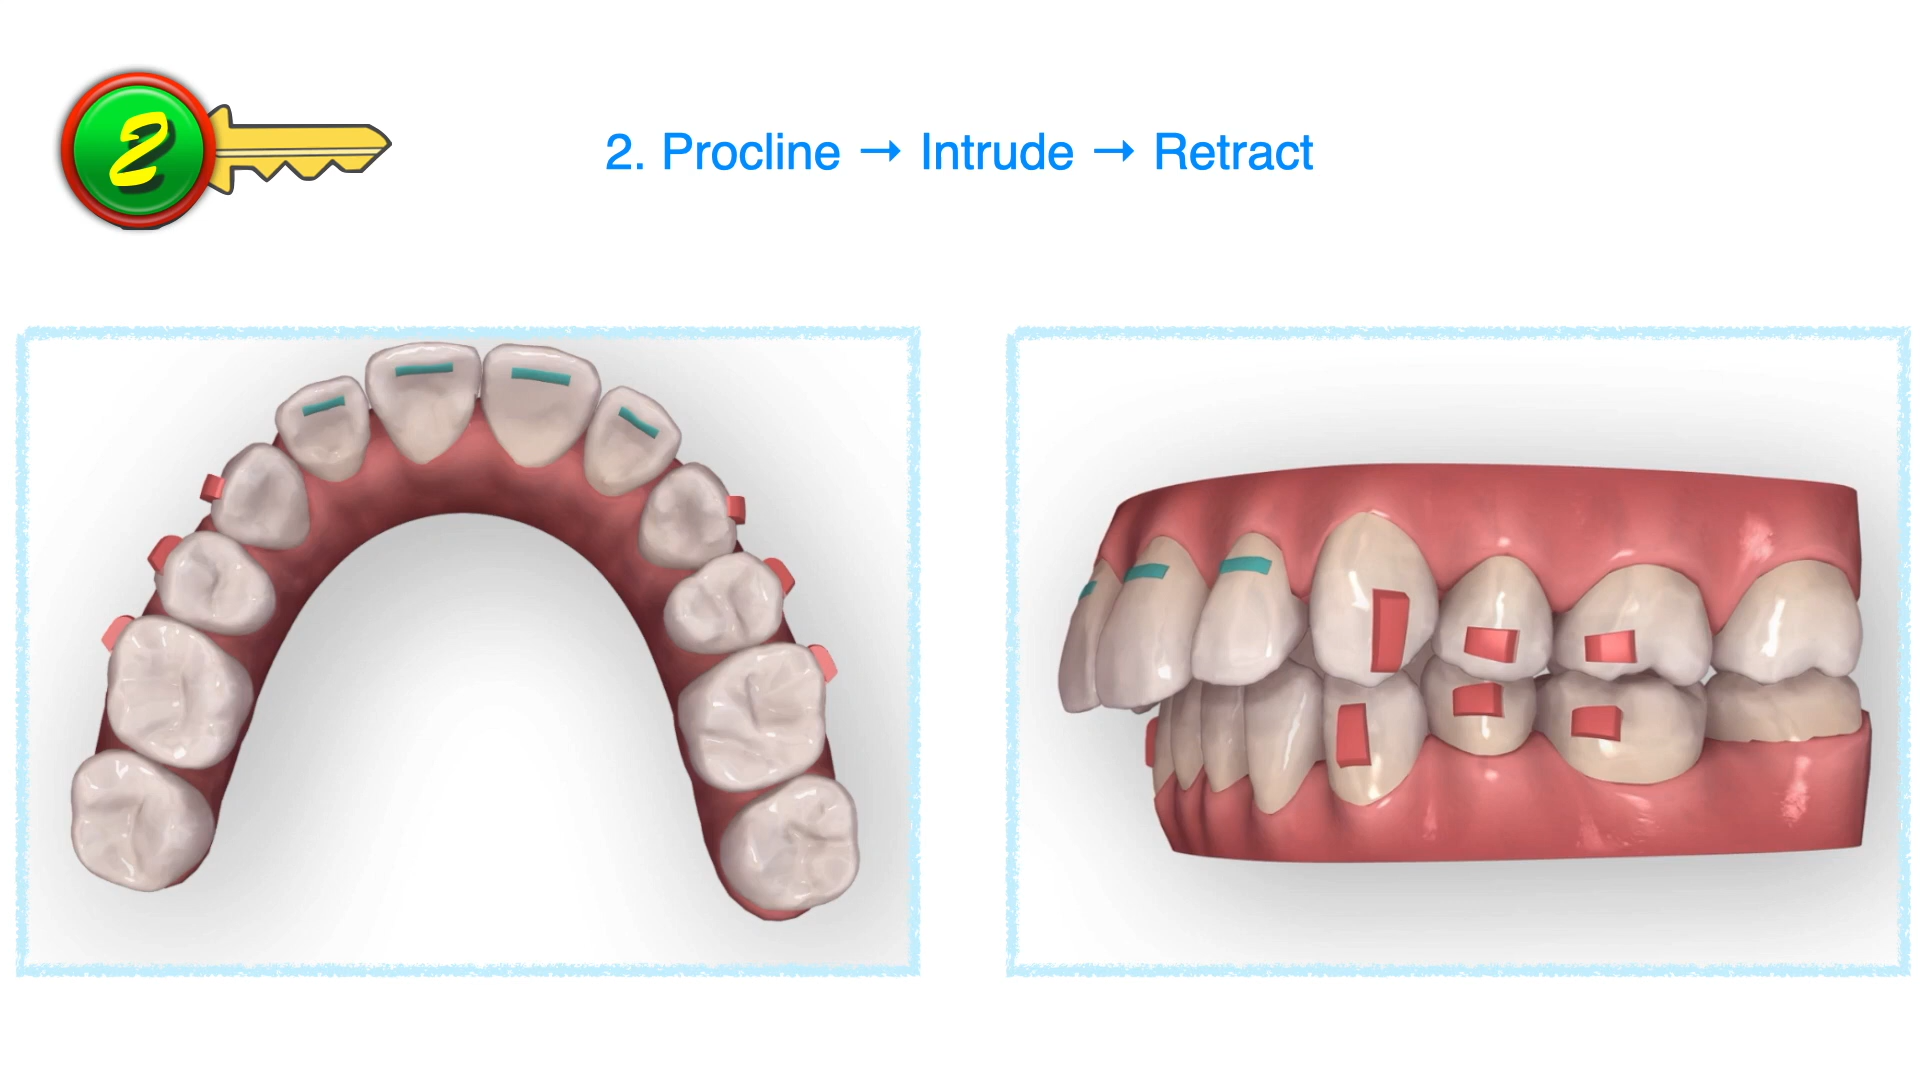 2
2. Procline → Intrude → Retract